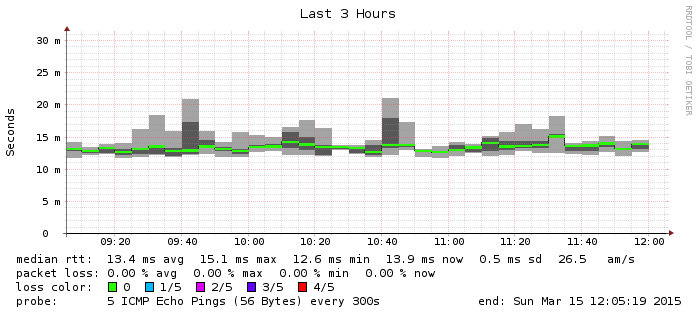 Last 3 Hours
RRDTOOL / TOBI OETIKER
Seconds
30 m
25 m
20 m
15 m
10 m
5 m
0
09:20 09:40 10:00 10:20 10:40 11:00 11:20 11:40 12:00
median rtt: 13.4 ms avg 15.1 ms max 12.6 ms min 13.9 ms now 0.5 ms sd 26.5 am/s
packet loss: 0.00 % avg 0.00 % max 0.00 % min 0.00 % now
loss color: 0 1/5 2/5 3/5 4/5
probe: 5 ICMP Echo Pings (56 Bytes) every 300s end: Sun Mar 15 12:05:19 2015